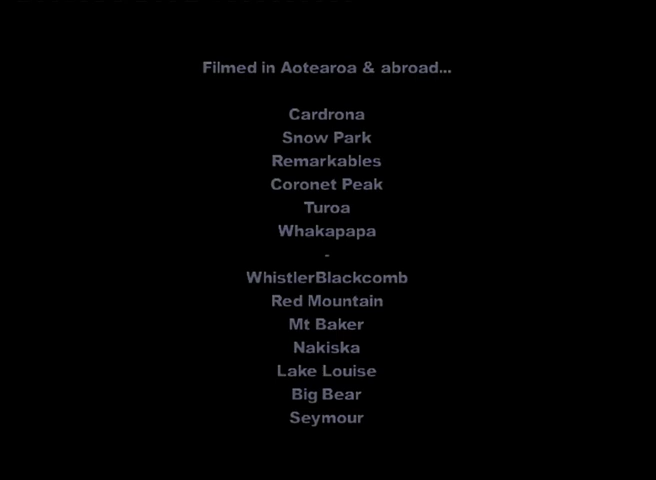 Filmed in Aotearoa & abroad...
Cardrona
Snow Park
Remarkables
Coronet Peak
Turoa
Whakapapa
-
WhistlerBlackcomb
Red Mountain
Mt Baker
Nakiska
Lake Louise
Big Bear
Seymour